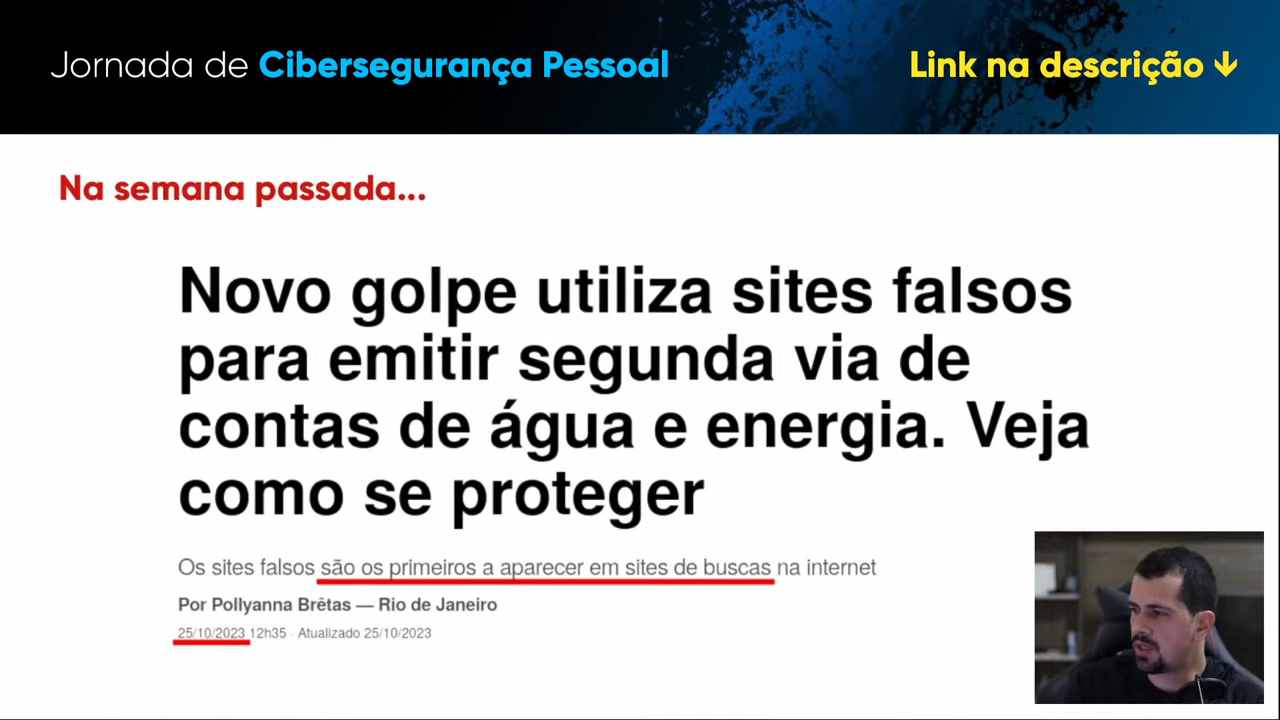 Jornada de Cibersegurança Pessoal
Link na descrição ↓
Na semana passada...
Novo golpe utiliza sites falsos
para emitir segunda via de
contas de água e energia. Veja
como se proteger
Os sites falsos são os primeiros a aparecer em sites de buscas na internet
Por Pollyanna Brêtas — Rio de Janeiro
25/10/2023 12h35 · Atualizado 25/10/2023